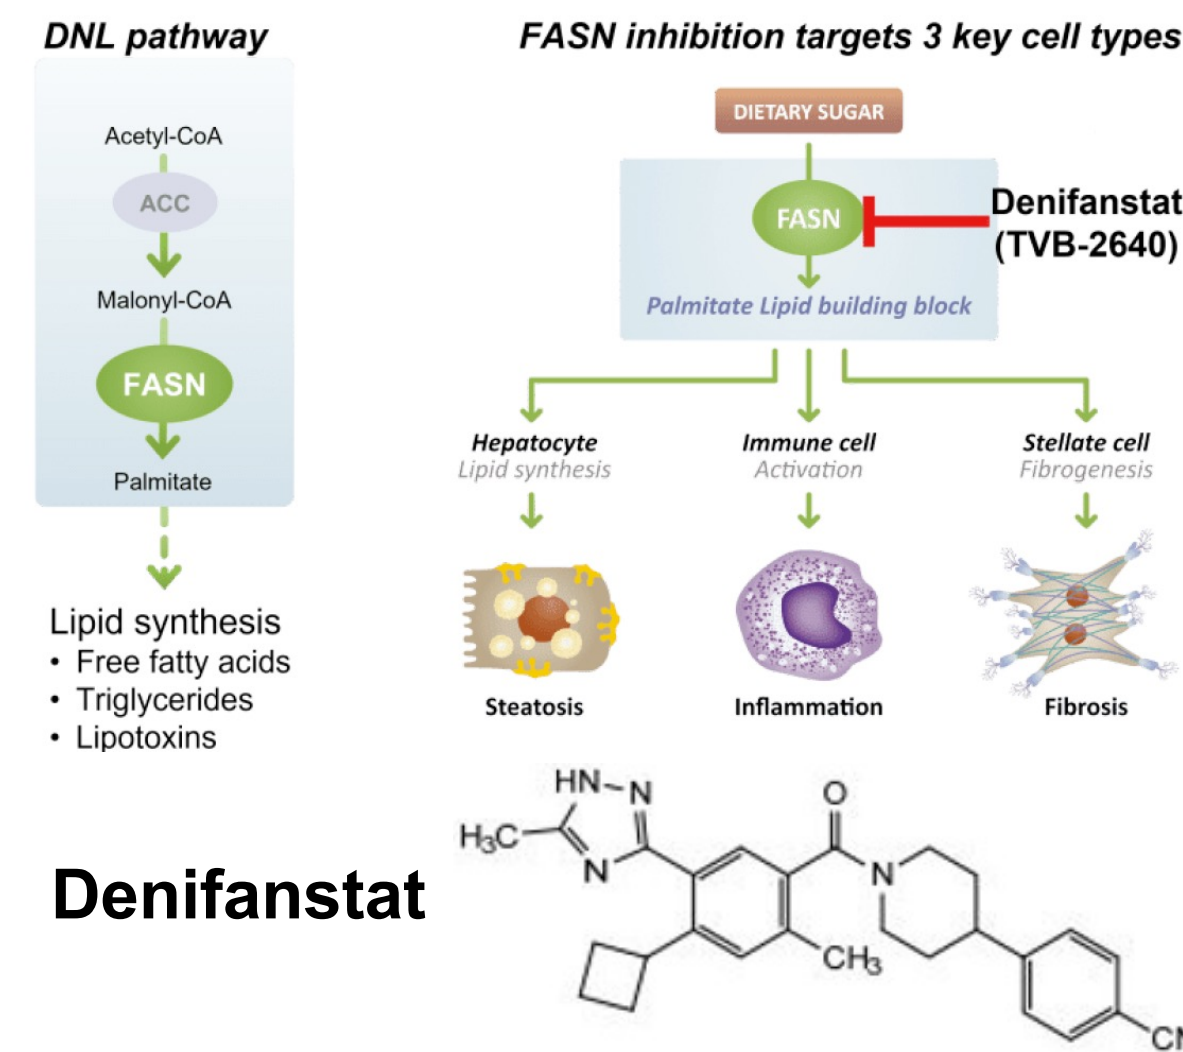 DNL pathway
Acetyl-CoA
ACC
Malonyl-CoA
FASN
Palmitate
Lipid synthesis
• Free fatty acids
• Triglycerides
• Lipotoxins
FASN inhibition targets 3 key cell types
DIETARY SUGAR
FASN
Denifanstat
(TVB-2640)
Palmitate Lipid building block
Hepatocyte
Lipid synthesis
Steatosis
Immune cell
Activation
Inflammation
Stellate cell
Fibrogenesis
Fibrosis
Denifanstat
HN
N
H₃C
N
O
N
CH₃
CN